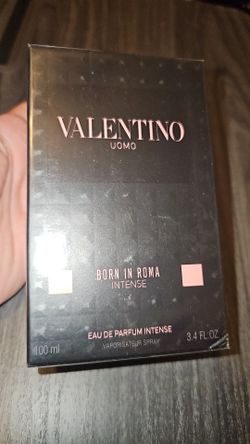 VALENTINO
UOMO
BORN IN ROMA
INTENSE
EAU DE PARFUM INTENSE
VAPORISATEUR SPRAY
100 ml 3.4 FL.OZ